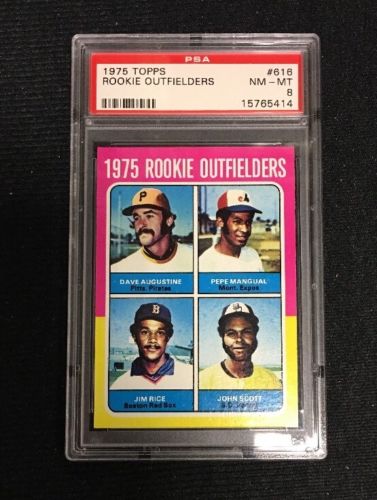 PSA
1975 TOPPS #616
ROOKIE OUTFIELDERS NM - MT
8
15765414
1975 ROOKIE OUTFIELDERS
P
DAVE AUGUSTINE PEPE MANGUAL
Pitts. Pirates Mont. Expos
B
JIM RICE JOHN SCOTT
Boston Red Sox